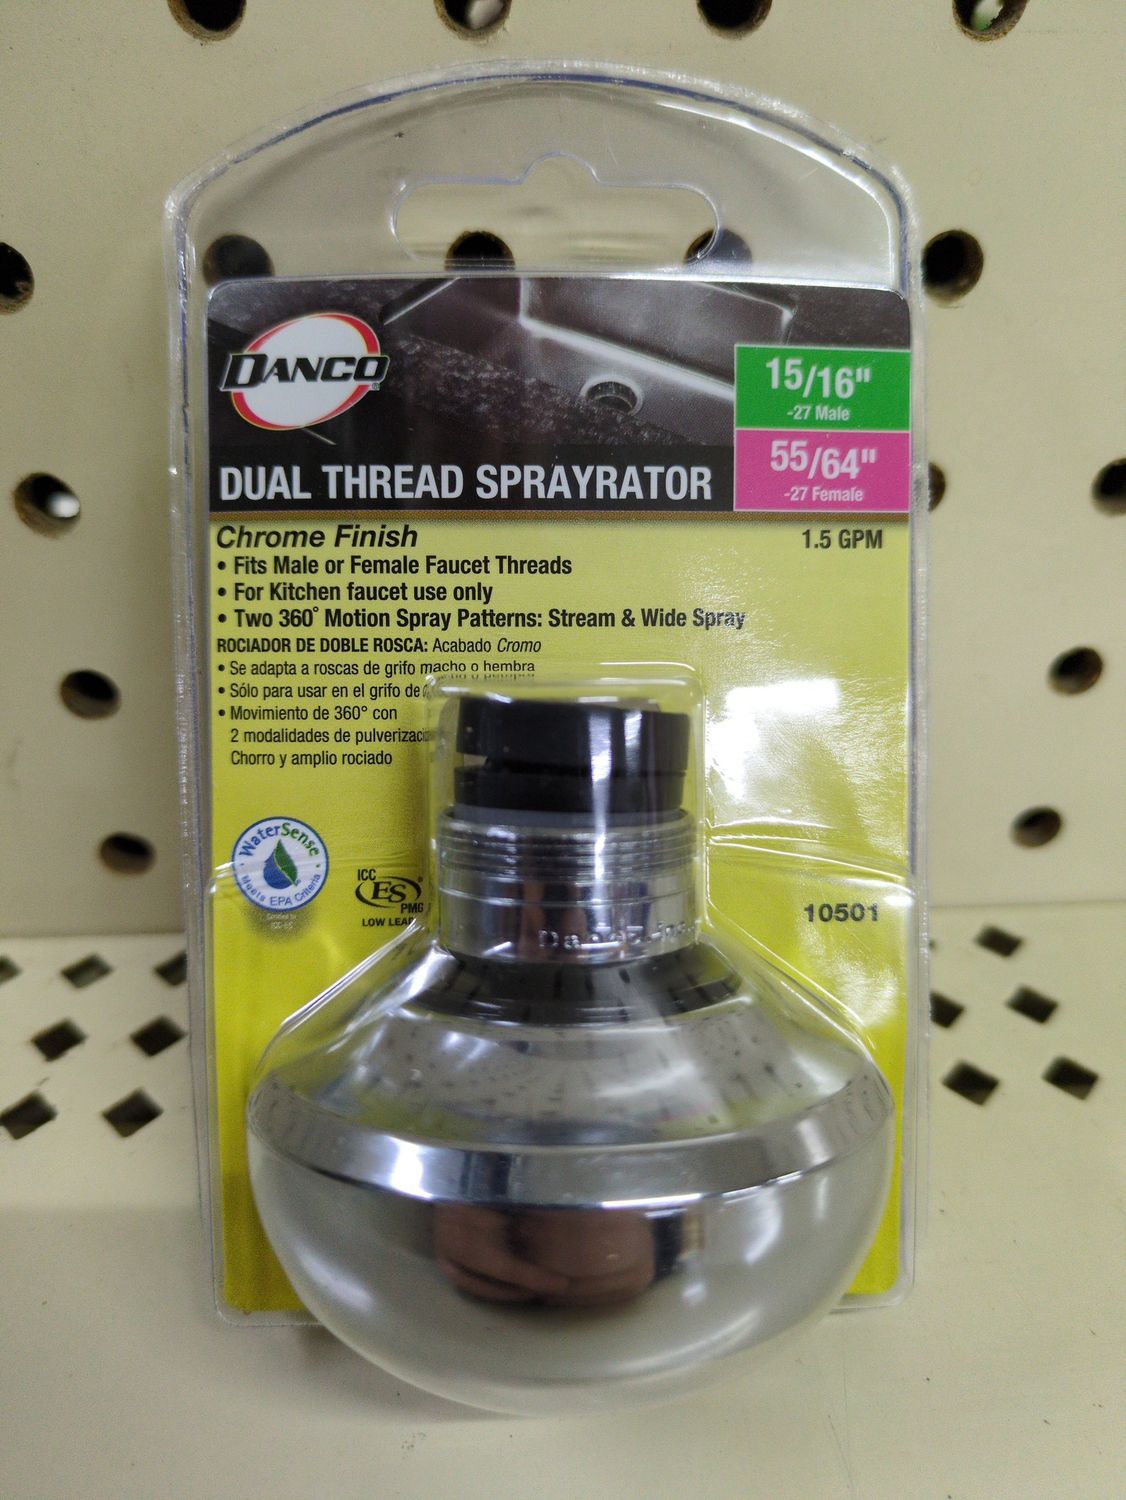 DANCO®
15/16"
-27 Male
55/64"
-27 Female
DUAL THREAD SPRAYRATOR
Chrome Finish
1.5 GPM
• Fits Male or Female Faucet Threads
• For Kitchen faucet use only
• Two 360° Motion Spray Patterns: Stream & Wide Spray
ROCIADOR DE DOBLE ROSCA: Acabado Cromo
• Se adapta a roscas de grifo macho o hembra
• Sólo para usar en el grifo de
• Movimiento de 360° con
2 modalidades de
Chorro y amplio rociado
WaterSense
Meets EPA Criteria
Certified by
ICC-ES
ICC
ES®
PMG
LOW LEAD
10501